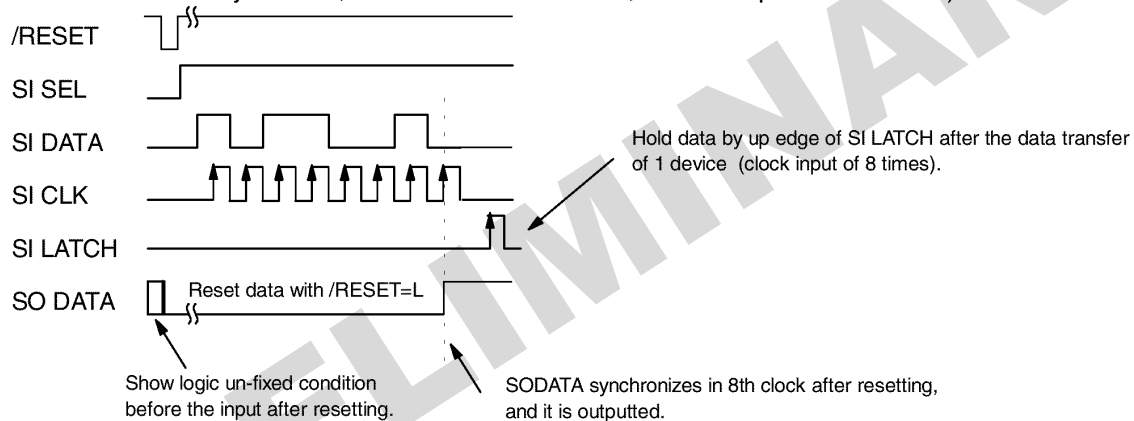 /RESET
SI SEL
SI DATA
Hold data by up edge of SI LATCH after the data transfer
of 1 device (clock input of 8 times).
SI CLK
SI LATCH
SO DATA
Reset data with /RESET=L
Show logic un-fixed condition
before the input after resetting.
SODATA synchronizes in 8th clock after resetting,
and it is outputted.
ELIMINAR